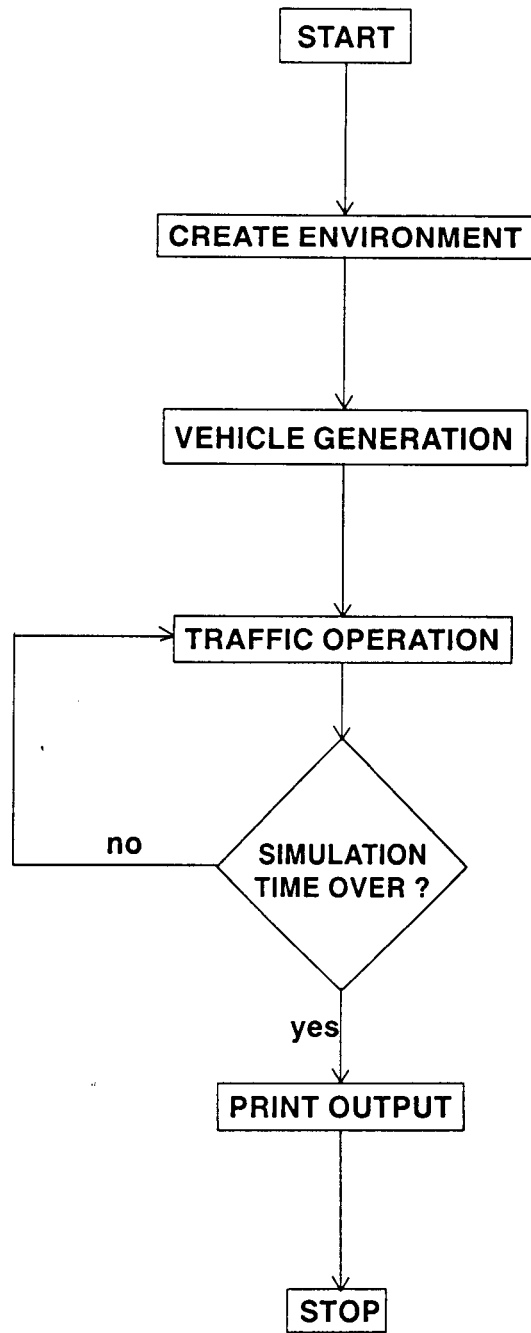 START
CREATE ENVIRONMENT
VEHICLE GENERATION
TRAFFIC OPERATION
no
SIMULATION
TIME OVER ?
yes
PRINT OUTPUT
STOP